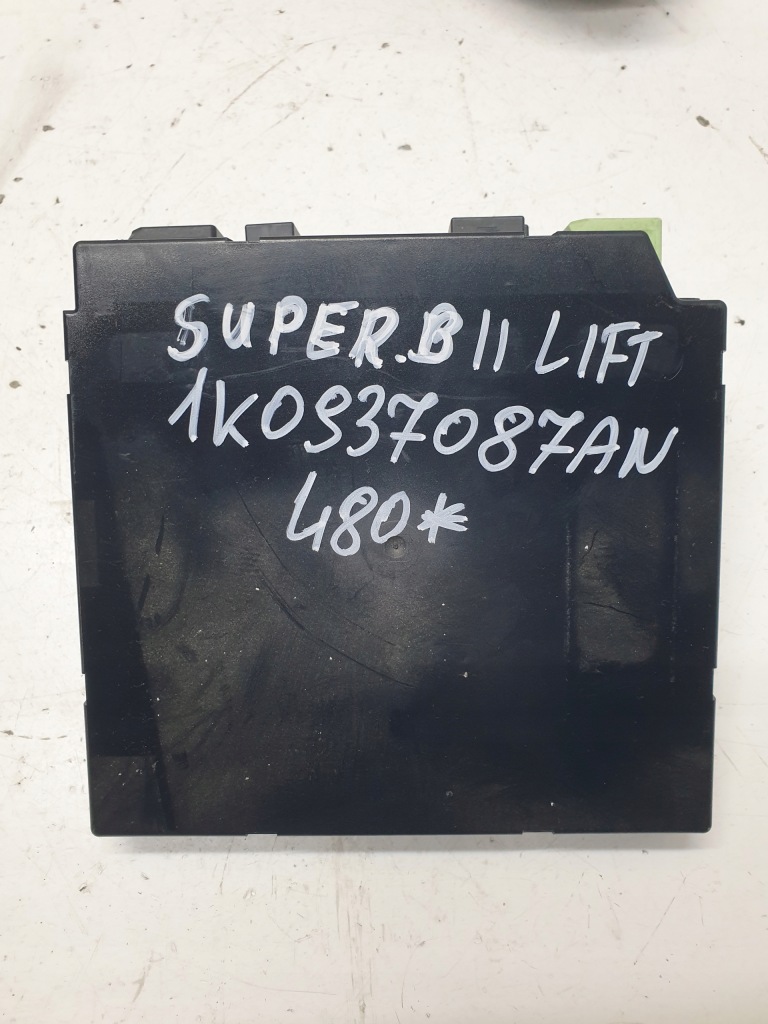 SUPER.B II LIFT
1K0937087AN
480*